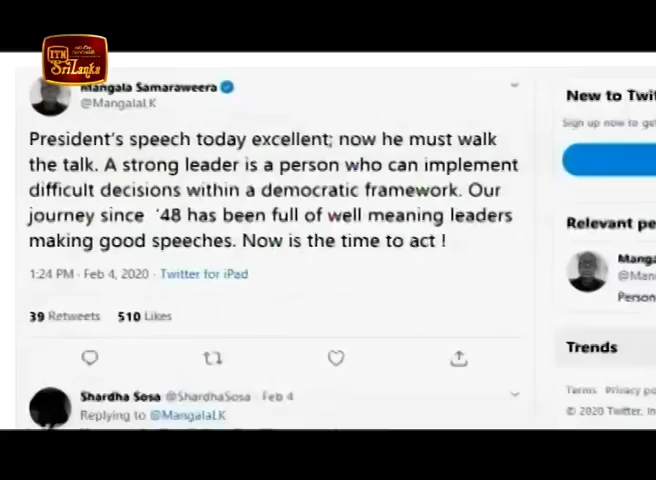 ITN
Sri Lanka
Mangala Samaraweera
@MangalaLK
President's speech today excellent; now he must walk
the talk. A strong leader is a person who can implement
difficult decisions within a democratic framework. Our
journey since '48 has been full of well meaning leaders
making good speeches. Now is the time to act !
1:24 PM · Feb 4, 2020 · Twitter for iPad
39 Retweets 510 Likes
Shardha Sosa @ShardhaSosa · Feb 4
Replying to @MangalaLK
New to Twit
Sign up now to get
Relevant pe
Manga
@Man
Person
Trends
Terms Privacy po
© 2020 Twitter, In